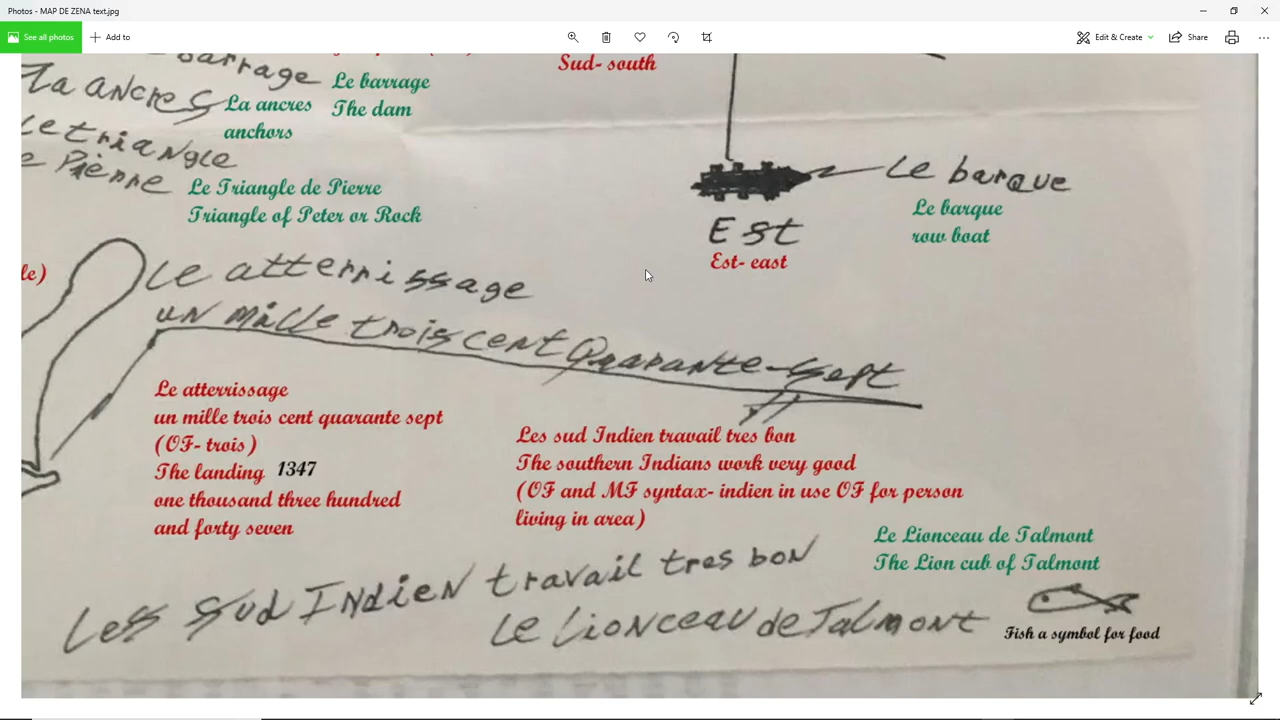 Photos - MAP DE ZENA text.jpg
See all photos
Add to
Edit & Create
Share
barrage
Sud- south
La ancres
La ancres
anchors
Le barrage
The dam
Le triangle
e Pierre
Le Triangle de Pierre
Triangle of Peter or Rock
Le barque
Le barque
row boat
Est
Est- east
le)
Le atterrissage
un mille trois cent Quarante-sept
Le atterrissage
un mille trois cent quarante sept
(OF- trois)
The landing 1347
one thousand three hundred
and forty seven
Les sud Indien travail tres bon
The southern Indians work very good
(OF and MF syntax- indien in use OF for person
living in area)
Le Lionceau de Talmont
The Lion cub of Talmont
Les sud Indien travail tres bon
Le Lionceau de Talmont
Fish a symbol for food